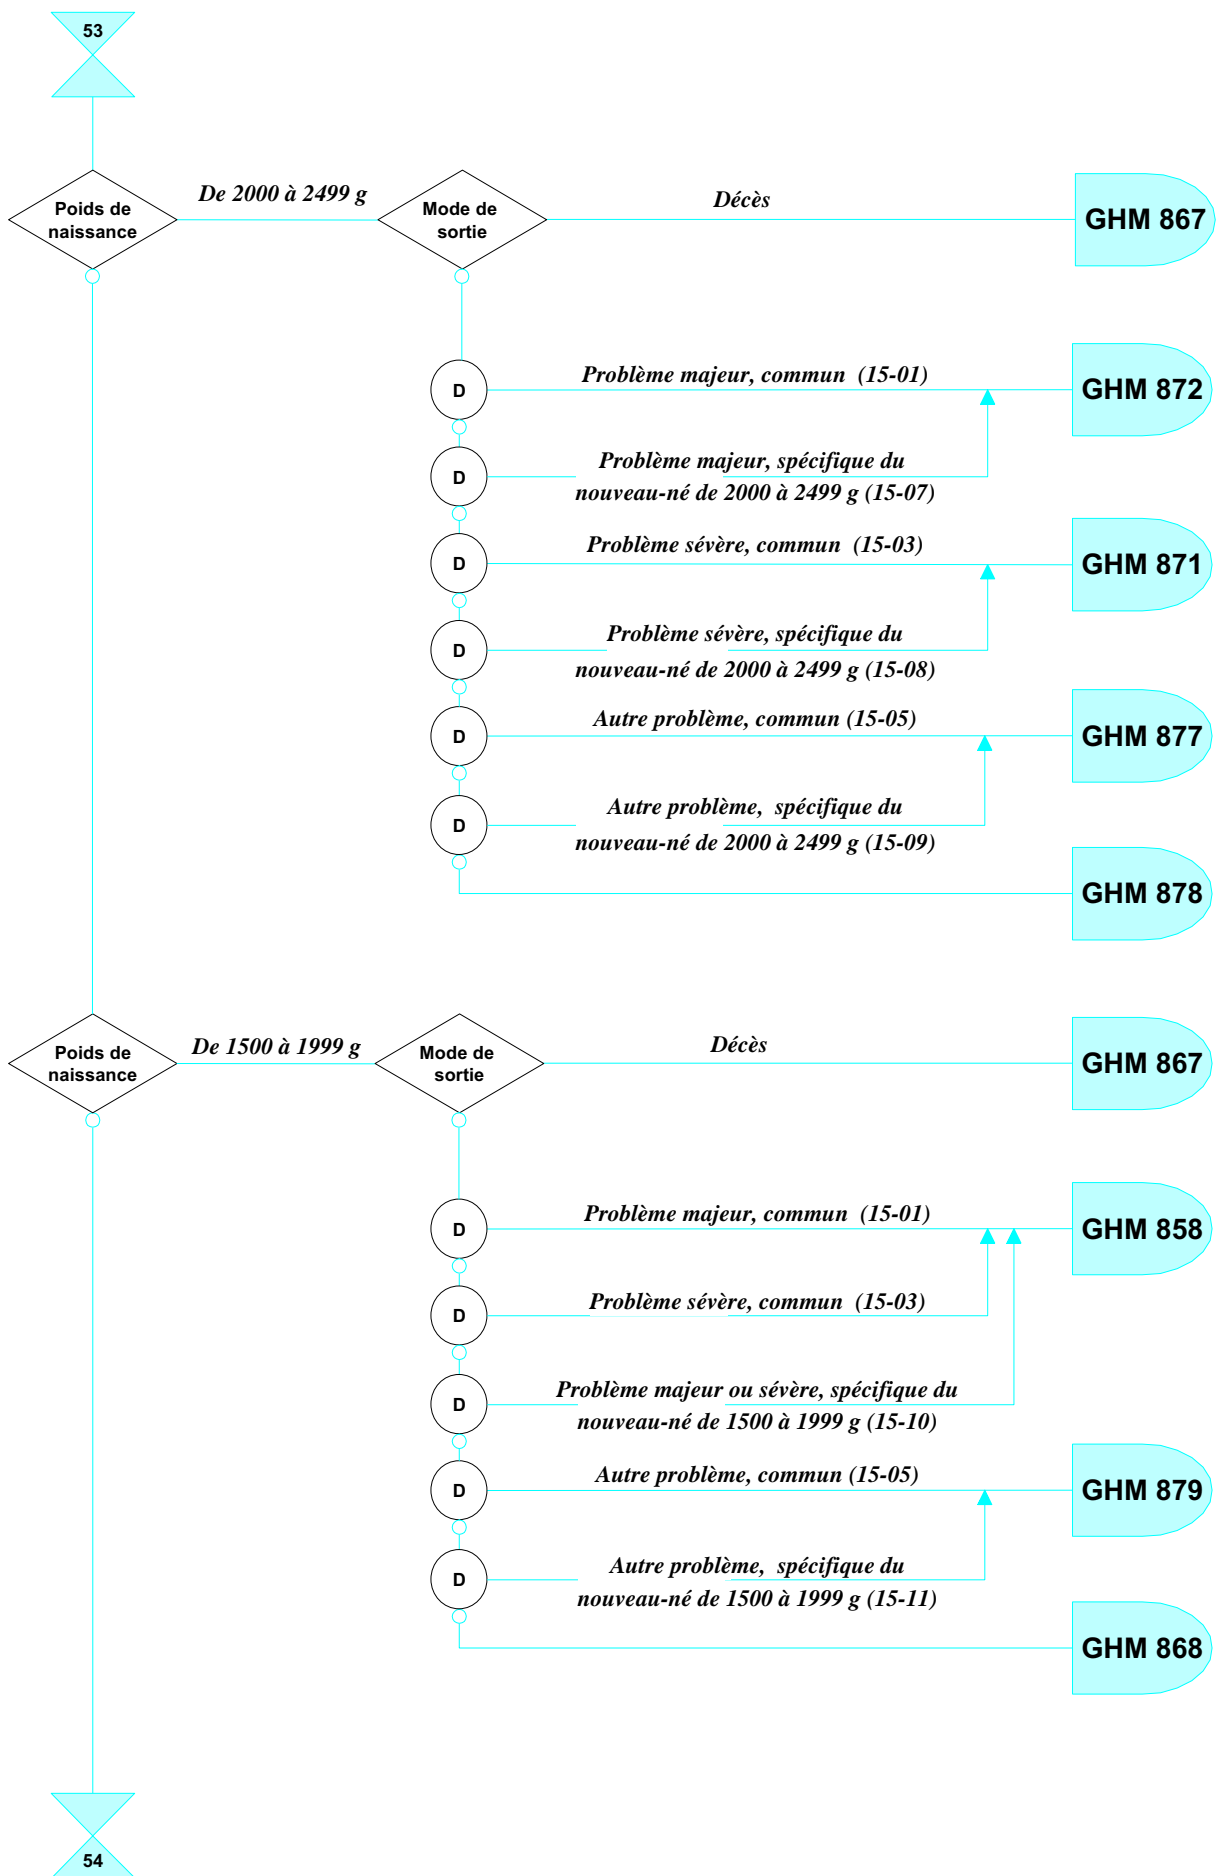 53
De 2000 à 2499 g
Décès
Poids de
naissance
Mode de
sortie
GHM 867
Problème majeur, commun (15-01)
D
GHM 872
Problème majeur, spécifique du
D
nouveau-né de 2000 à 2499 g (15-07)
Problème sévère, commun (15-03)
D
GHM 871
Problème sévère, spécifique du
D
nouveau-né de 2000 à 2499 g (15-08)
Autre problème, commun (15-05)
D
GHM 877
Autre problème, spécifique du
D
nouveau-né de 2000 à 2499 g (15-09)
GHM 878
De 1500 à 1999 g
Décès
Poids de
naissance
Mode de
sortie
GHM 867
Problème majeur, commun (15-01)
D
GHM 858
Problème sévère, commun (15-03)
D
Problème majeur ou sévère, spécifique du
D
nouveau-né de 1500 à 1999 g (15-10)
Autre problème, commun (15-05)
D
GHM 879
Autre problème, spécifique du
D
nouveau-né de 1500 à 1999 g (15-11)
GHM 868
54